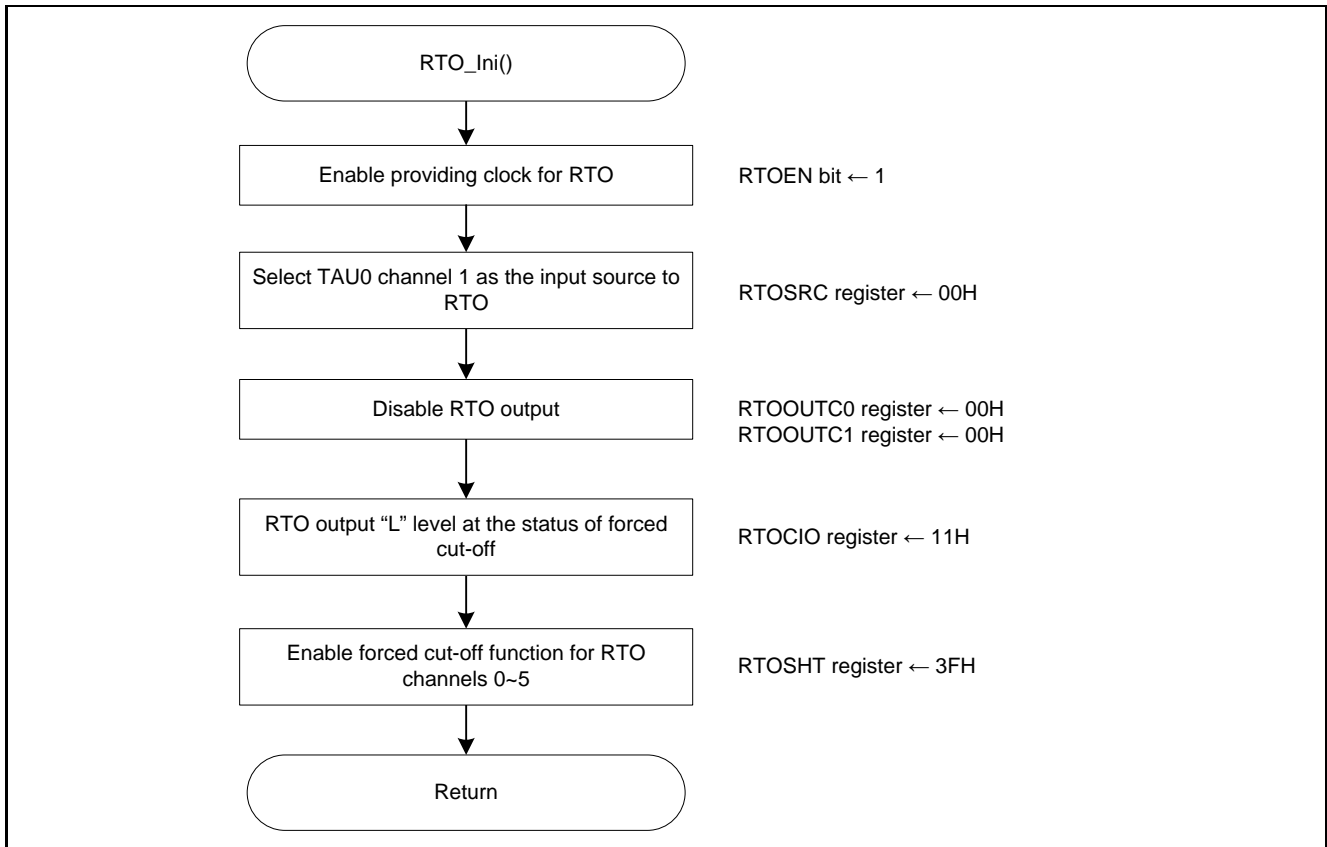 RTO_Ini()
Enable providing clock for RTO
RTOEN bit ← 1
Select TAU0 channel 1 as the input source to
RTO
RTOSRC register ← 00H
Disable RTO output
RTOOUTC0 register ← 00H
RTOOUTC1 register ← 00H
RTO output “L” level at the status of forced
cut-off
RTOCIO register ← 11H
Enable forced cut-off function for RTO
channels 0~5
RTOSHT register ← 3FH
Return